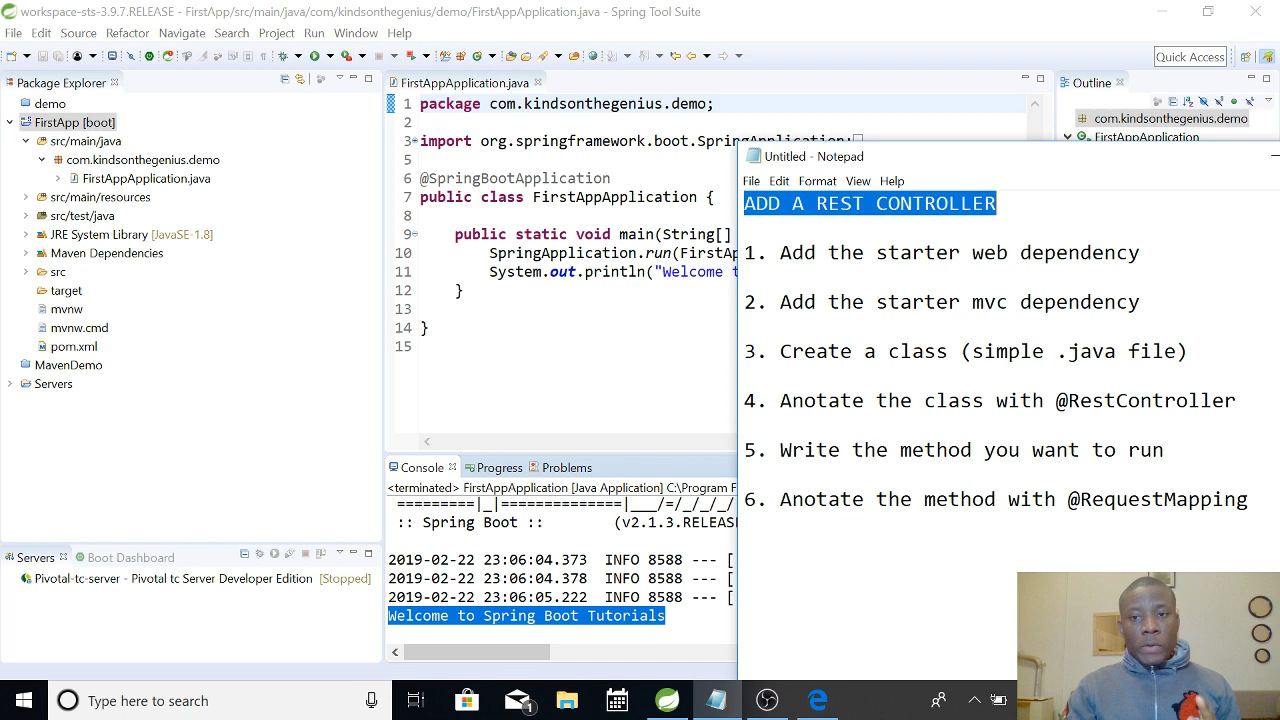 workspace-sts-3.9.7.RELEASE - FirstApp/src/main/java/com/kindsonthegenius/demo/FirstAppApplication.java - Spring Tool Suite
File Edit Source Refactor Navigate Search Project Run Window Help
Quick Access
Package Explorer
demo
FirstApp [boot]
src/main/java
com.kindsonthegenius.demo
FirstAppApplication.java
src/main/resources
src/test/java
JRE System Library [JavaSE-1.8]
Maven Dependencies
src
target
mvnw
mvnw.cmd
pom.xml
MavenDemo
Servers
Servers Boot Dashboard
Pivotal-tc-server - Pivotal tc Server Developer Edition [Stopped]
FirstAppApplication.java
1 package com.kindsonthegenius.demo;
2
3 import org.springframework.boot.SpringApplication;
5
6 @SpringBootApplication
7 public class FirstAppApplication {
8
9 public static void main(String[]
10 SpringApplication.run(FirstAp
11 System.out.println("Welcome t
12 }
13
14 }
15
Console Progress Problems
<terminated> FirstAppApplication [Java Application] C:\Program F
=========|_|==============|___/=/_/_/_/
:: Spring Boot :: (v2.1.3.RELEASE
2019-02-22 23:06:04.373 INFO 8588 --- [
2019-02-22 23:06:04.378 INFO 8588 --- [
2019-02-22 23:06:05.222 INFO 8588 --- [
Welcome to Spring Boot Tutorials
Outline
com.kindsonthegenius.demo
FirstAppApplication
Untitled - Notepad
File Edit Format View Help
ADD A REST CONTROLLER
1. Add the starter web dependency
2. Add the starter mvc dependency
3. Create a class (simple .java file)
4. Anotate the class with @RestController
5. Write the method you want to run
6. Anotate the method with @RequestMapping
Type here to search
1